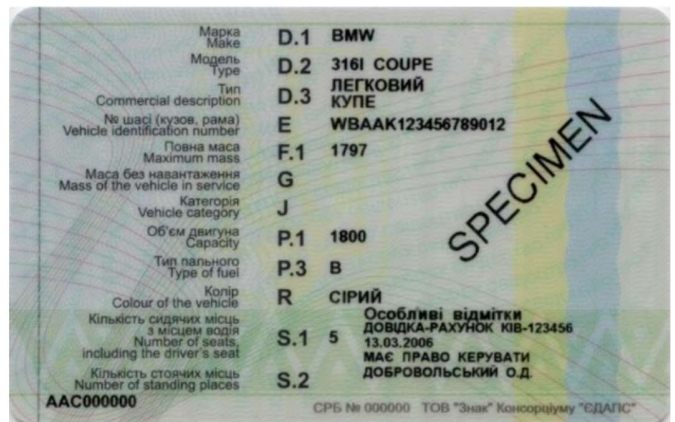 Марка
Make
D.1 BMW
Модель
Type
D.2 316I COUPE
Тип
Commercial description
D.3 ЛЕГКОВИЙ
КУПЕ
№ шасі (кузов, рама)
Vehicle identification number
E WBAAK123456789012
Повна маса
Maximum mass
F.1 1797
Маса без навантаження
Mass of the vehicle in service
G
Категорія
Vehicle category
J
Об'єм двигуна
Capacity
P.1 1800
Тип пального
Type of fuel
P.3 B
Колір
Colour of the vehicle
R СІРИЙ
Кількість сидячих місць
з місцем водія
Number of seats,
including the driver's seat
S.1 5
Особливі відмітки
ДОВІДКА-РАХУНОК КІВ-123456
13.03.2006
МАЄ ПРАВО КЕРУВАТИ
ДОБРОВОЛЬСЬКИЙ О.Д.
Кількість стоячих місць
Number of standing places
S.2
SPECIMEN
AAC000000
СРБ № 000000 ТОВ "Знак" Консорціуму "ЄДАПС"